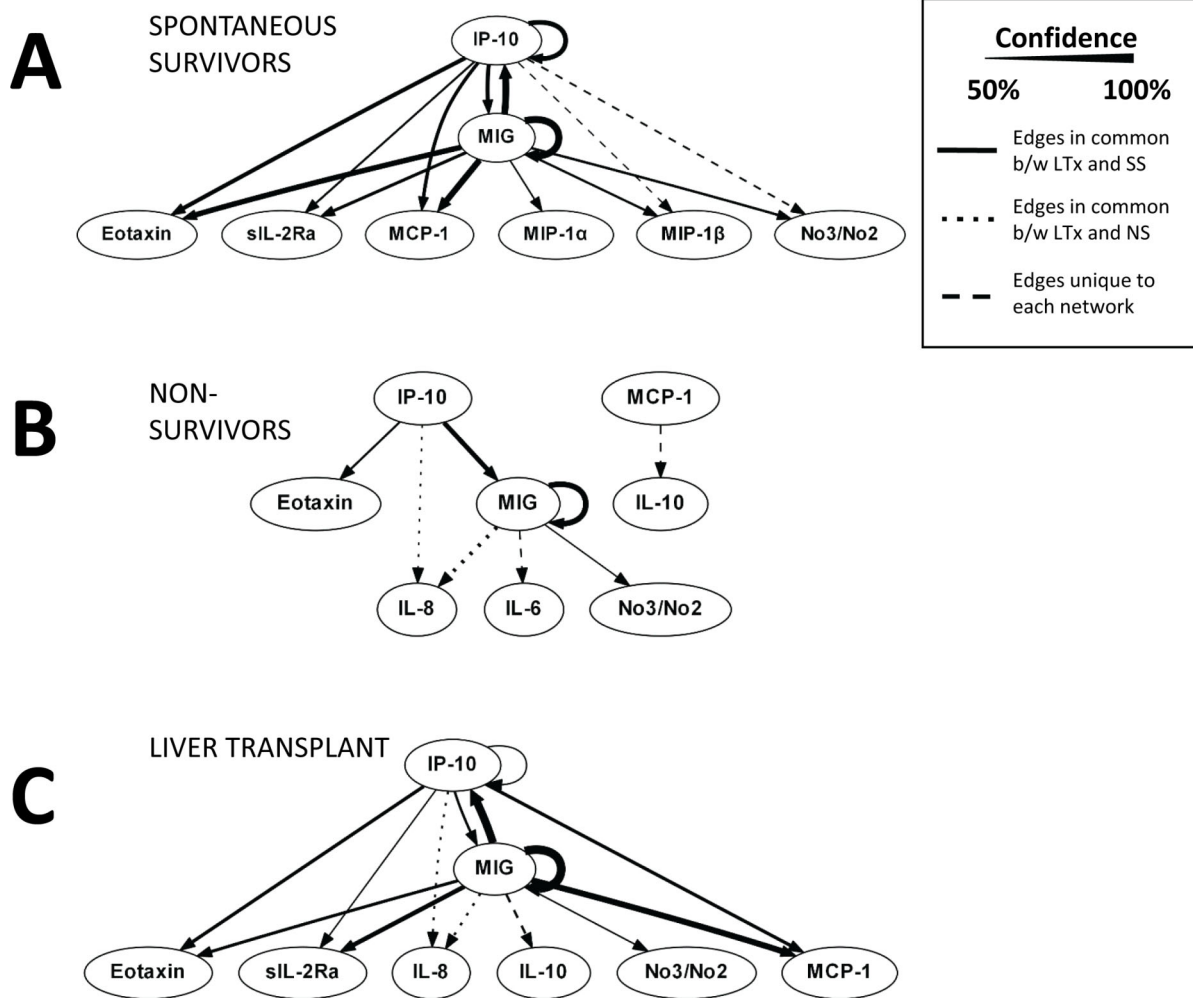 A
SPONTANEOUS
SURVIVORS
IP-10
MIG
Eotaxin
sIL-2Ra
MCP-1
MIP-1α
MIP-1β
No3/No2
Confidence
50%
100%
Edges in common
b/w LTx and SS
Edges in common
b/w LTx and NS
Edges unique to
each network
B
NON-
SURVIVORS
IP-10
MCP-1
Eotaxin
MIG
IL-10
IL-8
IL-6
No3/No2
C
LIVER TRANSPLANT
IP-10
MIG
Eotaxin
sIL-2Ra
IL-8
IL-10
No3/No2
MCP-1